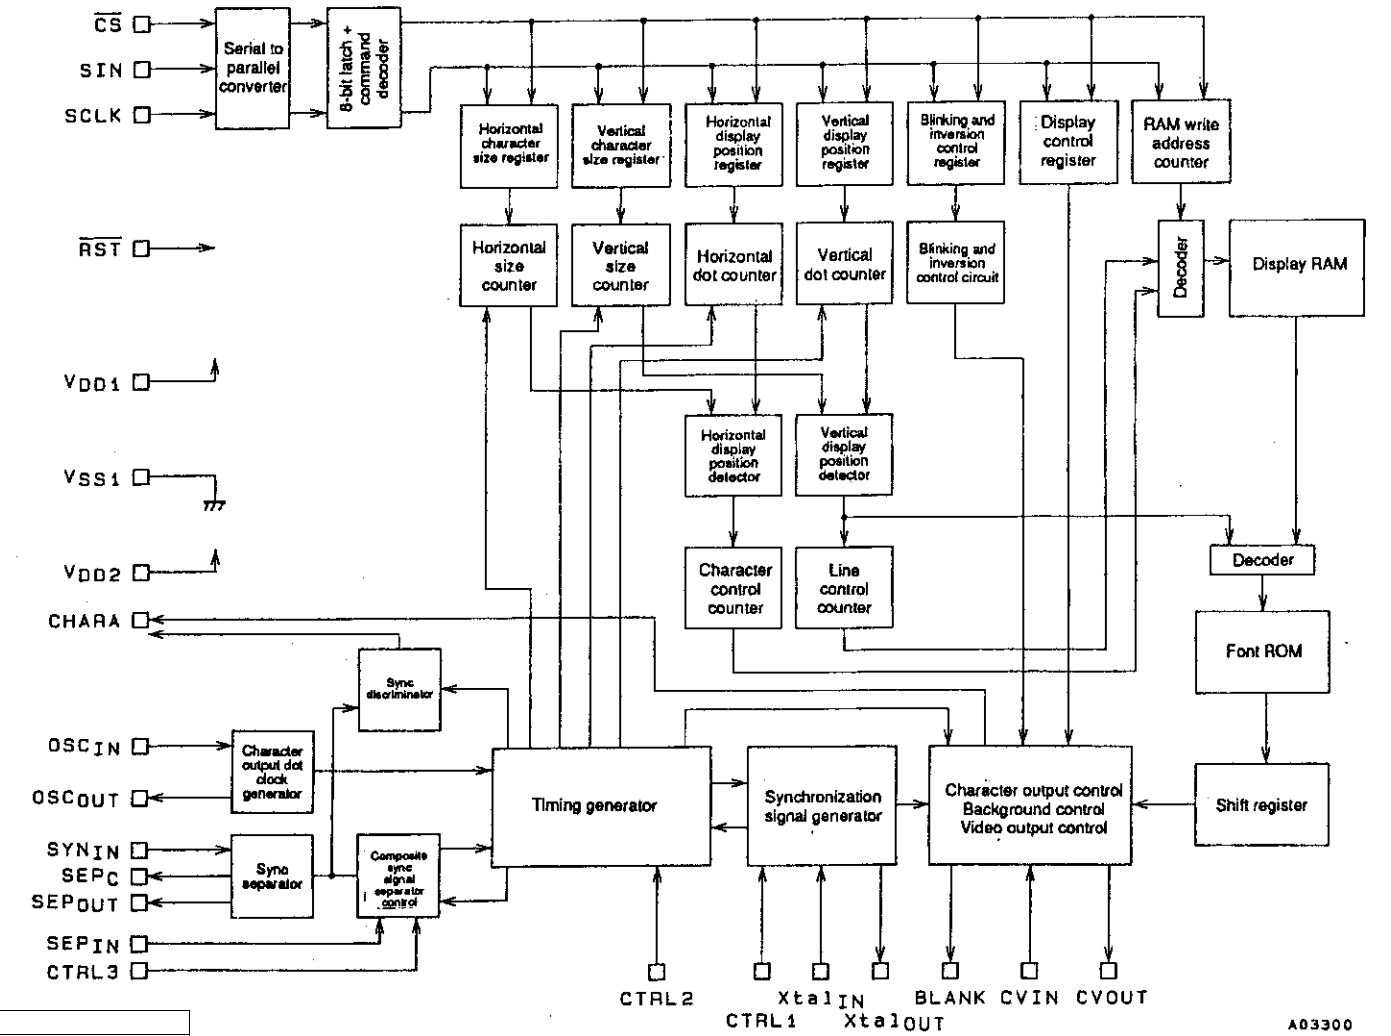 CS
SIN
SCLK
Serial to
parallel
converter
8-bit latch +
command
decoder
Horizontal
character
size register
Vertical
character
size register
Horizontal
display
position
register
Vertical
display
position
register
Blinking and
inversion
control
register
Display
control
register
RAM write
address
counter
RST
Horizontal
size
counter
Vertical
size
counter
Horizontal
dot counter
Vertical
dot counter
Blinking and
inversion
control circuit
Decoder
Display RAM
VDD1
VSS1
VDD2
Horizontal
display
position
detector
Vertical
display
position
detector
Character
control
counter
Line
control
counter
Decoder
Font ROM
CHARA
Sync
discriminator
OSCIN
OSCOUT
Character
output dot
clock
generator
Timing generator
Synchronization
signal generator
Character output control
Background control
Video output control
Shift register
SYNIN
SEPC
SEPOUT
SEPIN
CTRL3
Sync
separator
Composite
sync
signal
separator
control
CTRL2
CTRL1
XtalIN
XtalOUT
BLANK
CVIN
CVOUT
A03300